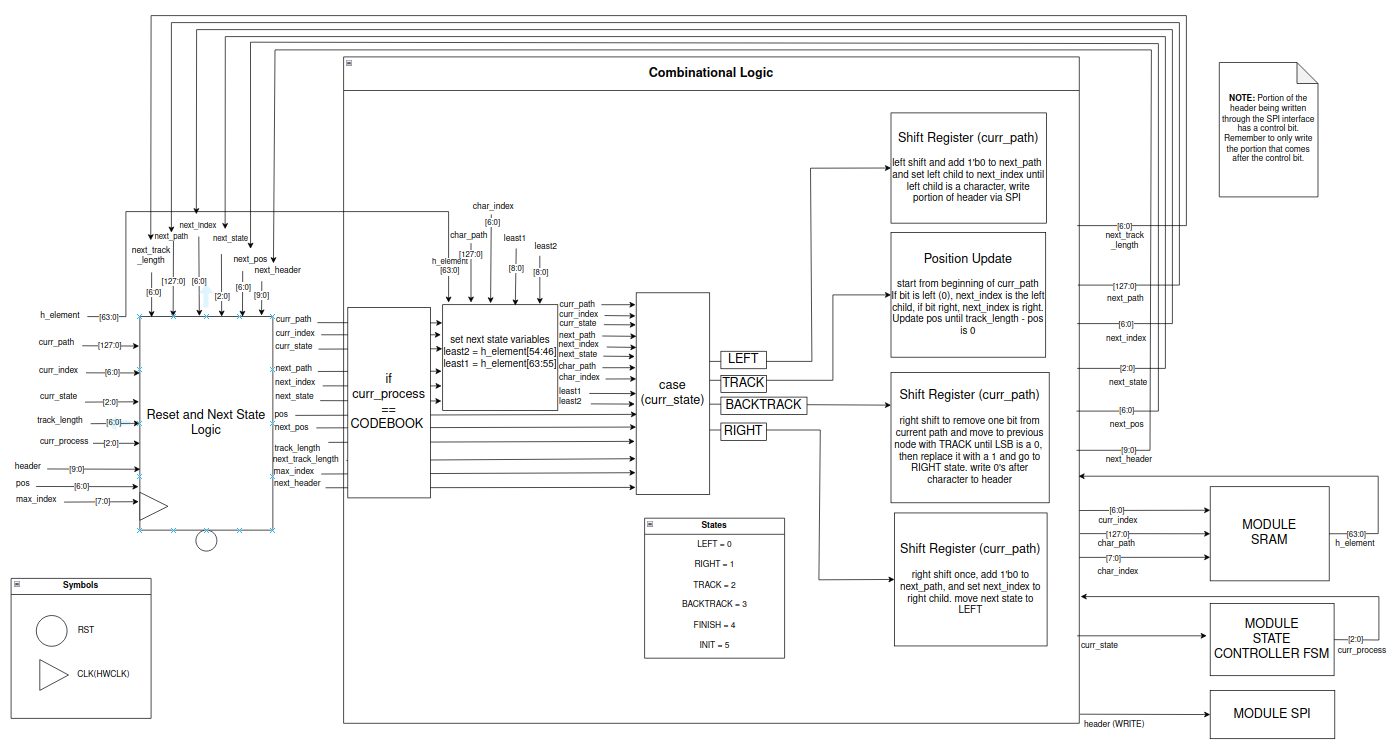 Combinational Logic
NOTE: Portion of the
header being written
through the SPI interface
has a control bit.
Remember to only write
the portion that comes
after the control bit.
Shift Register (curr_path)
left shift and add 1'b0 to next_path
and set left child to next_index until
left child is a character, write
portion of header via SPI
Position Update
start from beginning of curr_path
If bit is left (0), next_index is the left
child, if bit right, next_index is right.
Update pos until track_length - pos
is 0
Shift Register (curr_path)
right shift to remove one bit from
current path and move to previous
node with TRACK until LSB is a 0,
then replace it with a 1 and go to
RIGHT state. write 0's after
character to header
Shift Register (curr_path)
right shift once, add 1'b0 to
next_path, and set next_index to
right child. move next state to
LEFT
next_track
_length
[6:0]
next_path
[127:0]
next_index
[6:0]
next_state
[2:0]
next_pos
[6:0]
next_header
[9:0]
h_element
[63:0]
curr_path
[127:0]
curr_index
[6:0]
curr_state
[2:0]
track_length
[6:0]
curr_process
[2:0]
header
[9:0]
pos
[6:0]
max_index
[7:0]
Reset and Next State
Logic
curr_path
curr_index
curr_state
next_path
next_index
next_state
pos
next_pos
track_length
next_track_length
max_index
next_header
if
curr_process
==
CODEBOOK
h_element
[63:0]
char_path
[127:0]
char_index
[6:0]
least1
[8:0]
least2
[8:0]
set next state variables
least2 = h_element[54:46]
least1 = h_element[63:55]
curr_path
curr_index
curr_state
next_path
next_index
next_state
char_path
char_index
least1
least2
case
(curr_state)
LEFT
TRACK
BACKTRACK
RIGHT
States
LEFT = 0
RIGHT = 1
TRACK = 2
BACKTRACK = 3
FINISH = 4
INIT = 5
Symbols
RST
CLK(HWCLK)
[6:0]
next_track
_length
[127:0]
next_path
[6:0]
next_index
[2:0]
next_state
[6:0]
next_pos
[9:0]
next_header
[6:0]
curr_index
[127:0]
char_path
[7:0]
char_index
MODULE
SRAM
[63:0]
h_element
curr_state
MODULE
STATE
CONTROLLER FSM
[2:0]
curr_process
header (WRITE)
MODULE SPI